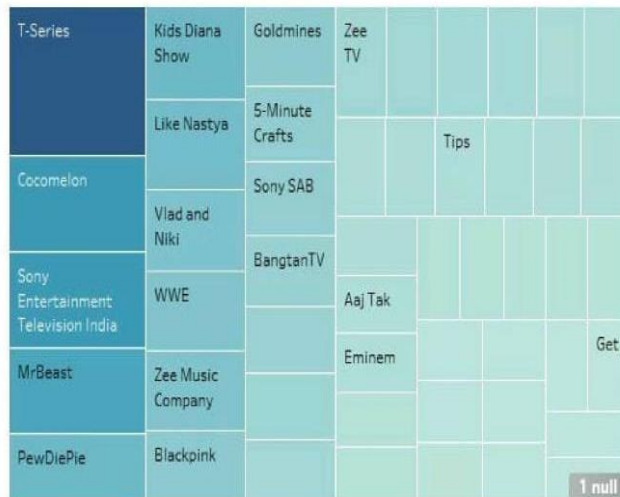 T-Series
Cocomelon
Sony
Entertainment
Television India
MrBeast
PewDiePie
Kids Diana
Show
Like Nastya
Vlad and
Niki
WWE
Zee Music
Company
Blackpink
Goldmines
5-Minute
Crafts
Sony SAB
BangtanTV
Zee
TV
Tips
Aaj Tak
Eminem
Get
1 null